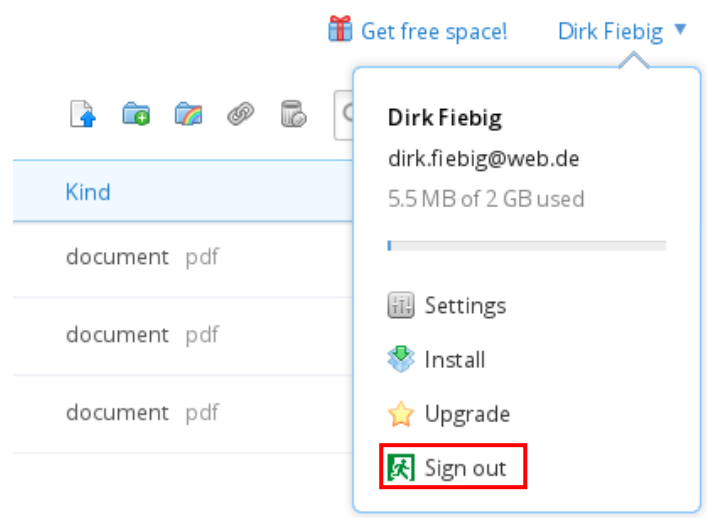 Get free space! Dirk Fiebig
Dirk Fiebig
dirk.fiebig@web.de
5.5 MB of 2 GB used
Kind
document pdf
document pdf
document pdf
Settings
Install
Upgrade
Sign out